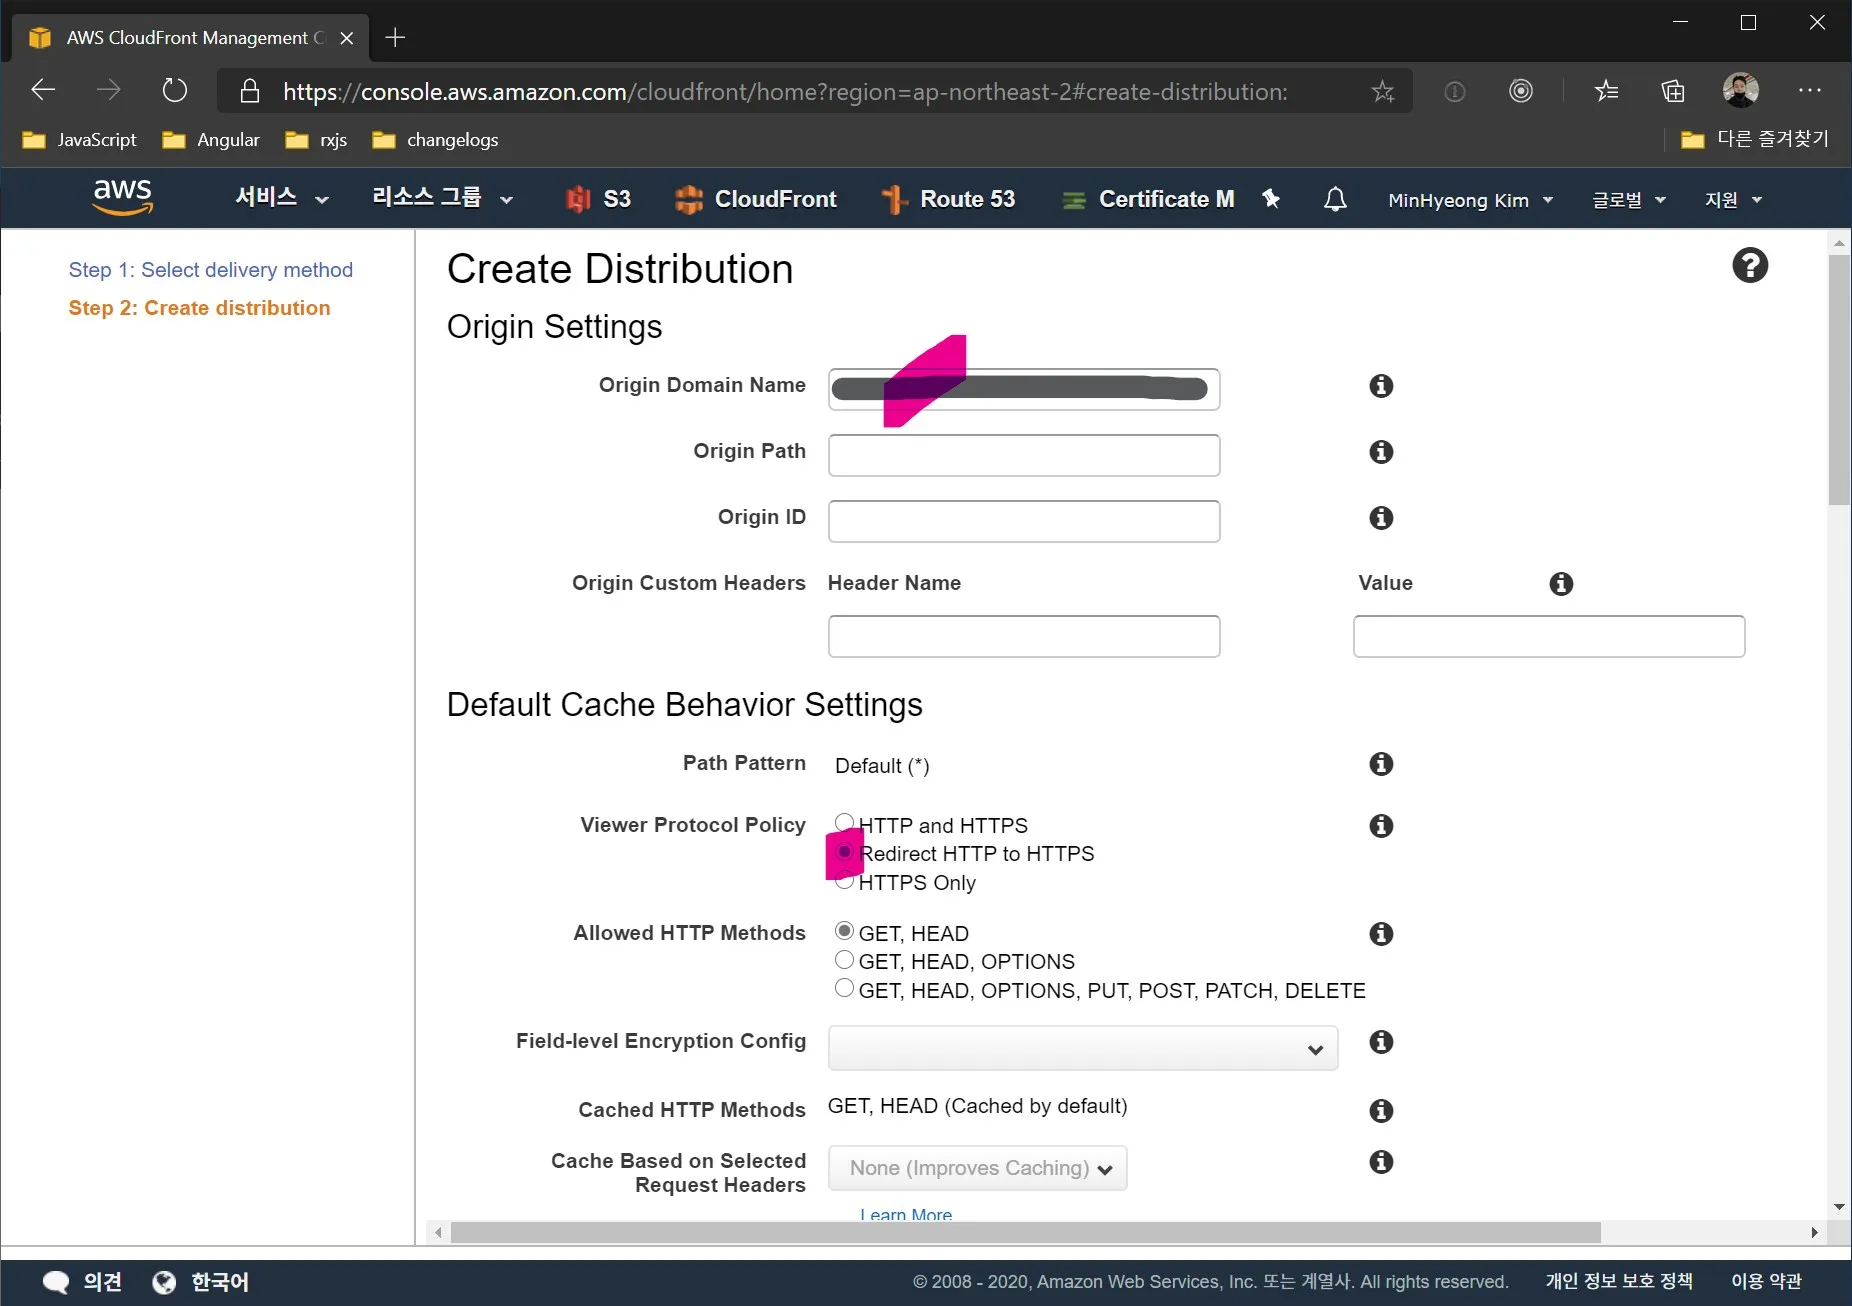 AWS CloudFront Management C
https://console.aws.amazon.com/cloudfront/home?region=ap-northeast-2#create-distribution:
JavaScript Angular rxjs changelogs 다른 즐겨찾기
aws 서비스 리소스 그룹 S3 CloudFront Route 53 Certificate M MinHyeong Kim 글로벌 지원
Step 1: Select delivery method
Step 2: Create distribution
Create Distribution
Origin Settings
Origin Domain Name
Origin Path
Origin ID
Origin Custom Headers Header Name Value
Default Cache Behavior Settings
Path Pattern Default (*)
Viewer Protocol Policy HTTP and HTTPS
Redirect HTTP to HTTPS
HTTPS Only
Allowed HTTP Methods GET, HEAD
GET, HEAD, OPTIONS
GET, HEAD, OPTIONS, PUT, POST, PATCH, DELETE
Field-level Encryption Config
Cached HTTP Methods GET, HEAD (Cached by default)
Cache Based on Selected
Request Headers
None (Improves Caching)
Learn More
의견 한국어 © 2008 - 2020, Amazon Web Services, Inc. 또는 계열사. All rights reserved. 개인 정보 보호 정책 이용 약관